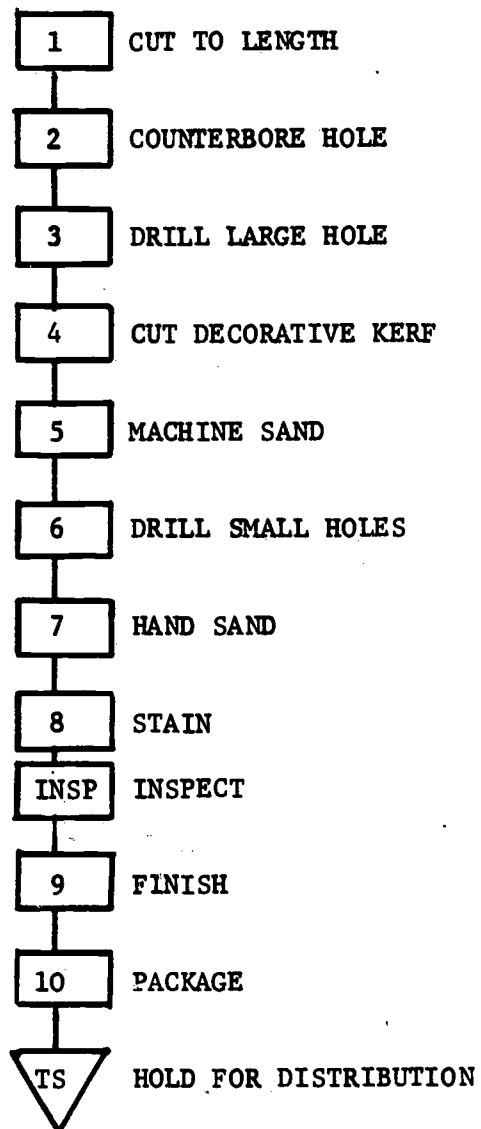 1 CUT TO LENGTH
2 COUNTERBORE HOLE
3 DRILL LARGE HOLE
4 CUT DECORATIVE KERF
5 MACHINE SAND
6 DRILL SMALL HOLES
7 HAND SAND
8 STAIN
INSP INSPECT
9 FINISH
10 PACKAGE
TS HOLD FOR DISTRIBUTION